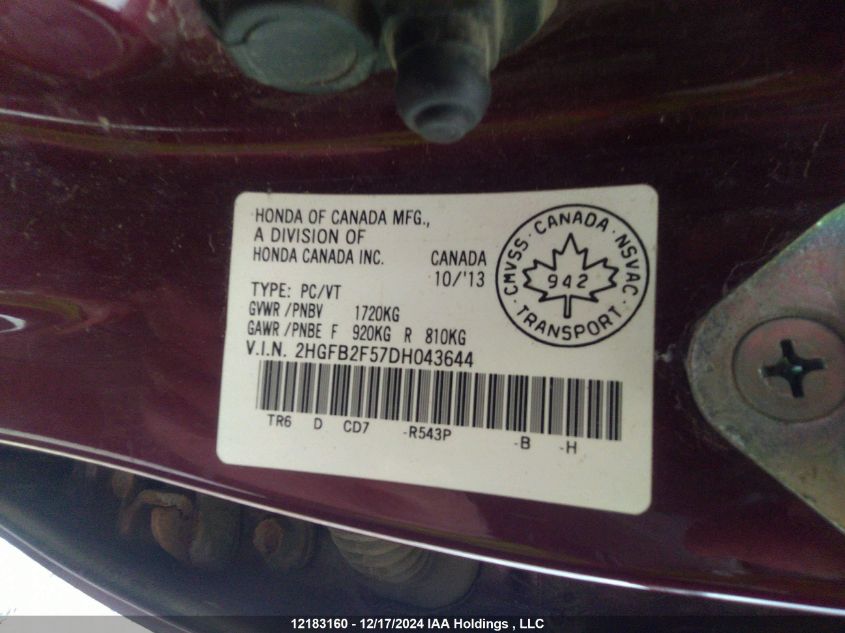 HONDA OF CANADA MFG.,
A DIVISION OF
HONDA CANADA INC. CANADA
10/'13
TYPE: PC/VT
GVWR /PNBV 1720KG
GAWR /PNBE F 920KG R 810KG
V.I.N. 2HGFB2F57DH043644
TR6 D CD7 -R543P -B -H
CMVSS · CANADA · NSVAC
942
· TRANSPORT ·
12183160 - 12/17/2024 IAA Holdings , LLC